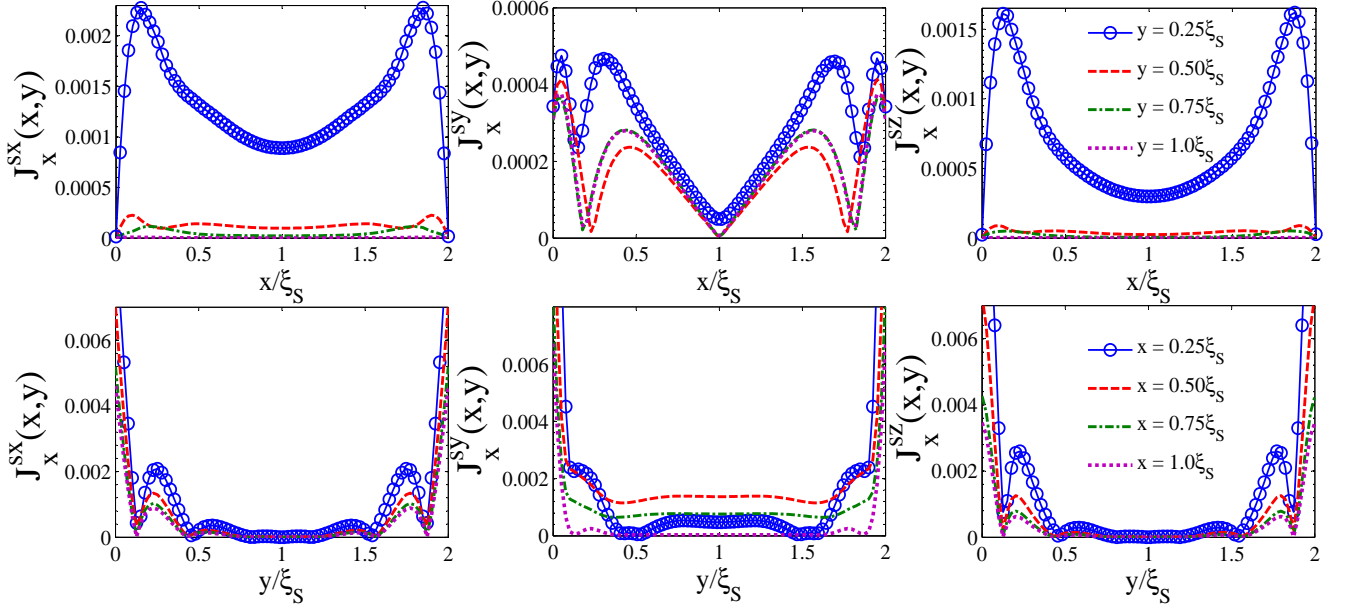 J_x^{sx}(x,y)
0.002
0.0015
0.001
0.0005
0
0 0.5 1 1.5 2
x/ξ_S
J_x^{sy}(x,y)
0.0006
0.0004
0.0002
0
0 0.5 1 1.5 2
x/ξ_S
J_x^{sz}(x,y)
0.0015
0.001
0.0005
0
0 0.5 1 1.5 2
x/ξ_S
y = 0.25ξ_S
y = 0.50ξ_S
y = 0.75ξ_S
y = 1.0ξ_S
J_x^{sx}(x,y)
0.006
0.004
0.002
0
0 0.5 1 1.5 2
y/ξ_S
J_x^{sy}(x,y)
0.006
0.004
0.002
0
0 0.5 1 1.5 2
y/ξ_S
J_x^{sz}(x,y)
0.006
0.004
0.002
0
0 0.5 1 1.5 2
y/ξ_S
x = 0.25ξ_S
x = 0.50ξ_S
x = 0.75ξ_S
x = 1.0ξ_S